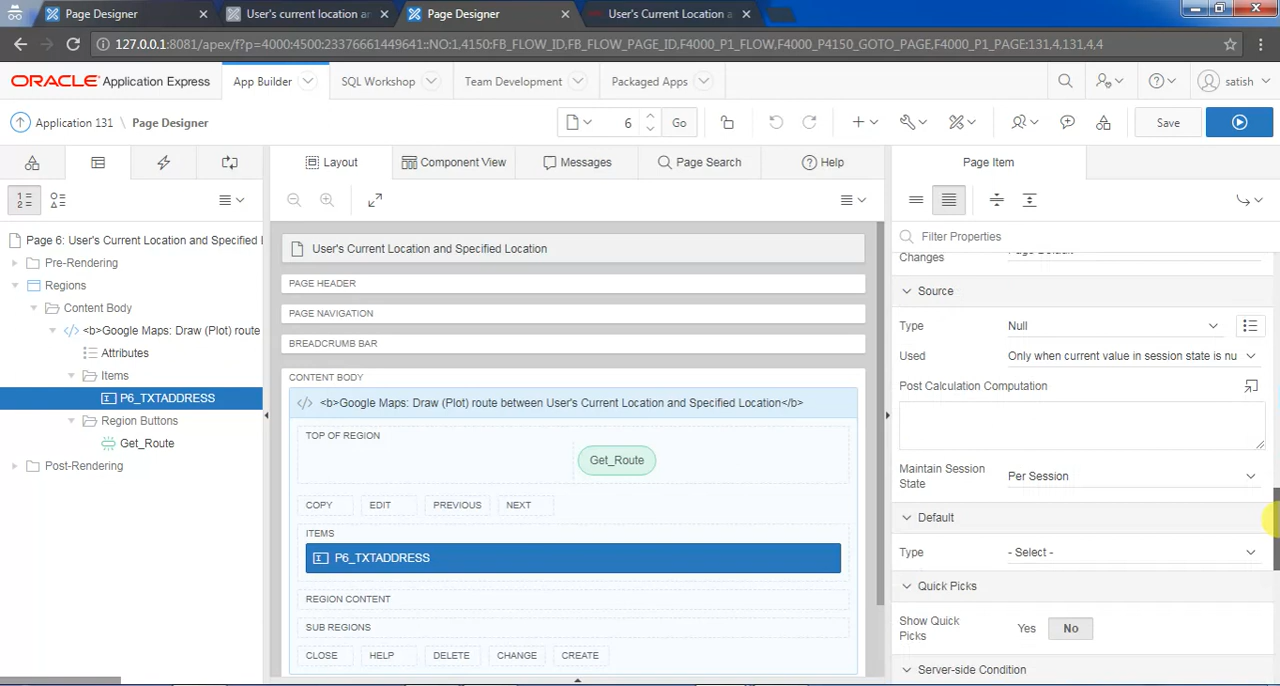 Page Designer
User's current location ar
Page Designer
User's Current Location a
127.0.0.1:8081/apex/f?p=4000:4500:23376661449641::NO:1,4150:FB_FLOW_ID,FB_FLOW_PAGE_ID,F4000_P1_FLOW,F4000_P4150_GOTO_PAGE,F4000_P1_PAGE:131,4,131,4,4
ORACLE Application Express
App Builder
SQL Workshop
Team Development
Packaged Apps
satish
Application 131 \ Page Designer
6
Go
Save
Layout
Component View
Messages
Page Search
Help
Page Item
Filter Properties
Page 6: User's Current Location and Specified
Pre-Rendering
Regions
Content Body
<b>Google Maps: Draw (Plot) route
Attributes
Items
P6_TXTADDRESS
Region Buttons
Get_Route
Post-Rendering
User's Current Location and Specified Location
PAGE HEADER
PAGE NAVIGATION
BREADCRUMB BAR
CONTENT BODY
<b>Google Maps: Draw (Plot) route between User's Current Location and Specified Location</b>
TOP OF REGION
Get_Route
COPY
EDIT
PREVIOUS
NEXT
ITEMS
P6_TXTADDRESS
REGION CONTENT
SUB REGIONS
CLOSE
HELP
DELETE
CHANGE
CREATE
Changes
Page Default
Source
Type
Null
Used
Only when current value in session state is nu
Post Calculation Computation
Maintain Session
State
Per Session
Default
Type
- Select -
Quick Picks
Show Quick
Picks
Yes
No
Server-side Condition